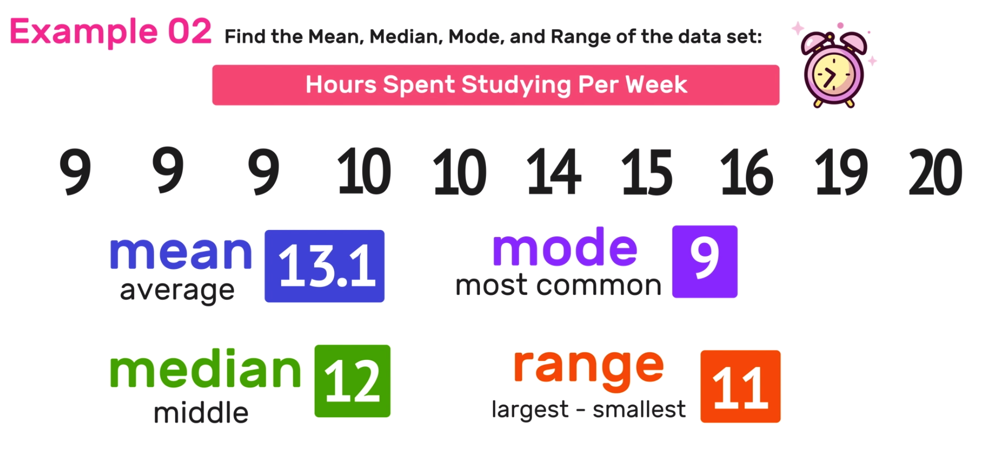 Example 02 Find the Mean, Median, Mode, and Range of the data set:
Hours Spent Studying Per Week
9 9 9 10 10 14 15 16 19 20
mean 13.1
average
mode 9
most common
median 12
middle
range 11
largest - smallest